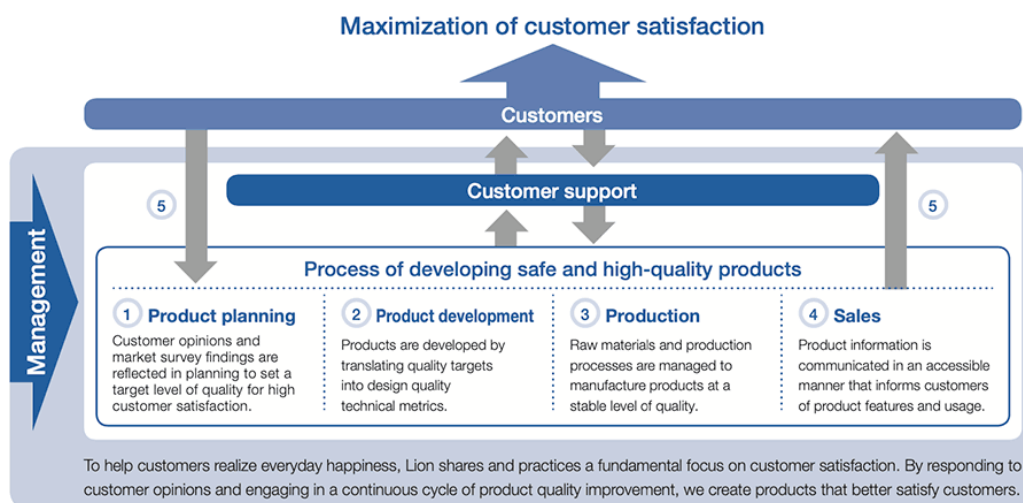 Maximization of customer satisfaction
Customers
Customer support
5
5
Management
Process of developing safe and high-quality products
1 Product planning
Customer opinions and
market survey findings are
reflected in planning to set a
target level of quality for high
customer satisfaction.
2 Product development
Products are developed by
translating quality targets
into design quality
technical metrics.
3 Production
Raw materials and production
processes are managed to
manufacture products at a
stable level of quality.
4 Sales
Product information is
communicated in an accessible
manner that informs customers
of product features and usage.
To help customers realize everyday happiness, Lion shares and practices a fundamental focus on customer satisfaction. By responding to
customer opinions and engaging in a continuous cycle of product quality improvement, we create products that better satisfy customers.